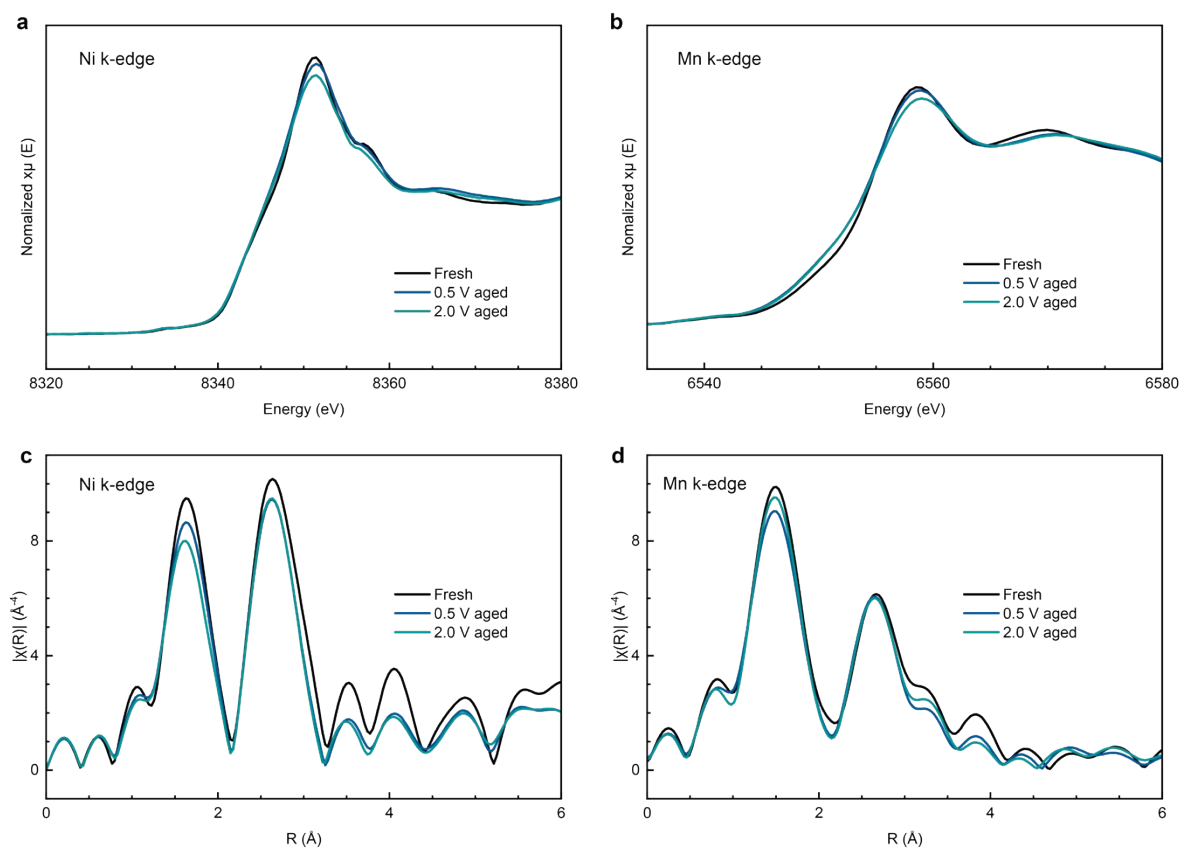 a
Ni k-edge
Nomalized xμ (E)
Fresh
0.5 V aged
2.0 V aged
8320 8340 8360 8380
Energy (eV)
b
Mn k-edge
Nomalized xμ (E)
Fresh
0.5 V aged
2.0 V aged
6540 6560 6580
Energy (eV)
c
Ni k-edge
|χ(R)| (Å⁻⁴)
8
4
0
Fresh
0.5 V aged
2.0 V aged
0 2 4 6
R (Å)
d
Mn k-edge
|χ(R)| (Å⁻⁴)
8
4
0
Fresh
0.5 V aged
2.0 V aged
0 2 4 6
R (Å)